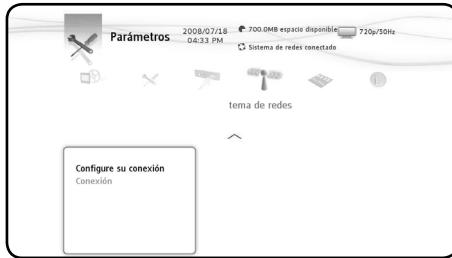 Parámetros
2008/07/18
04:33 PM
700.0MB espacio disponible
Sistema de redes conectado
720p/50Hz
tema de redes
Configure su conexión
Conexión